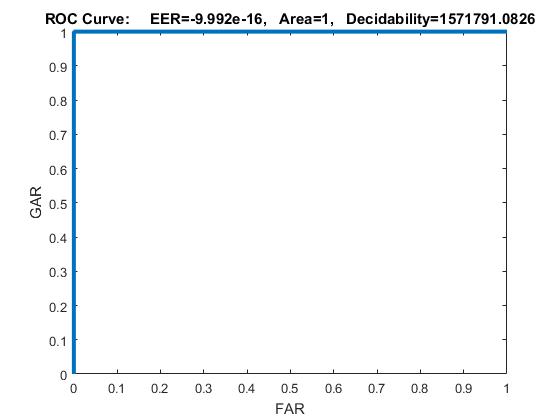 ROC Curve: EER=-9.992e-16, Area=1, Decidability=1571791.0826
1
0.9
0.8
0.7
0.6
0.5
0.4
0.3
0.2
0.1
0
GAR
0 0.1 0.2 0.3 0.4 0.5 0.6 0.7 0.8 0.9 1
FAR